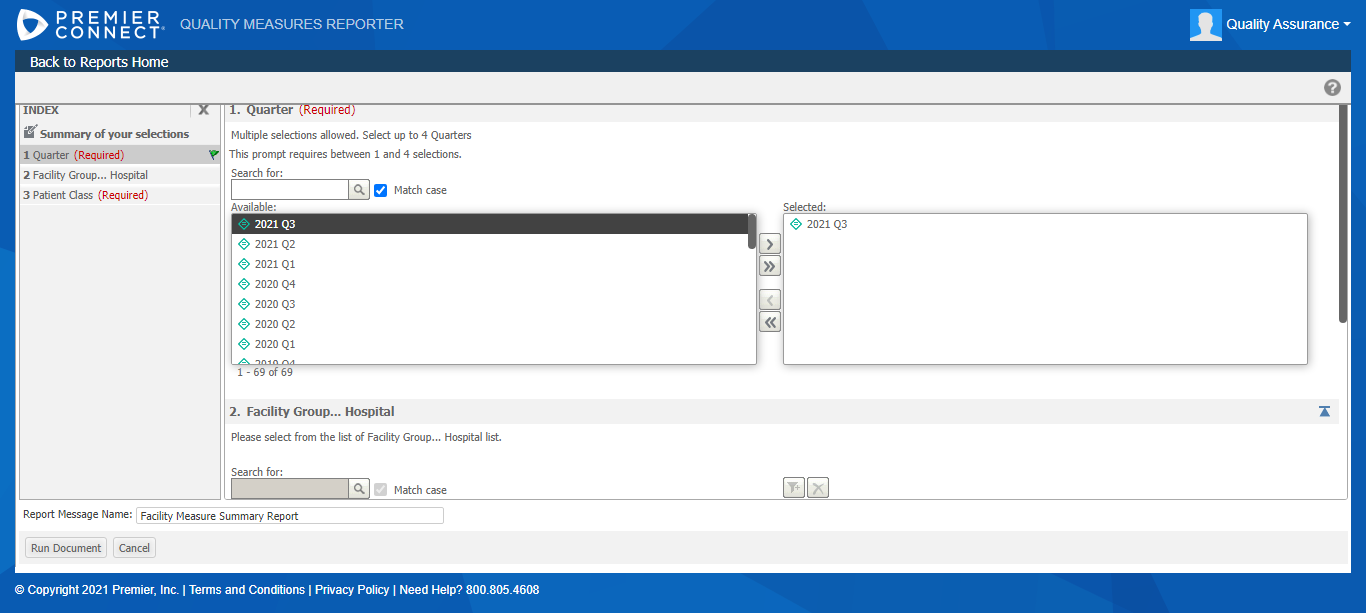 PREMIER CONNECT® QUALITY MEASURES REPORTER
Quality Assurance
Back to Reports Home
INDEX
Summary of your selections
1 Quarter (Required)
2 Facility Group... Hospital
3 Patient Class (Required)
1. Quarter (Required)
Multiple selections allowed. Select up to 4 Quarters
This prompt requires between 1 and 4 selections.
Search for:
Match case
Available:
2021 Q3
2021 Q2
2021 Q1
2020 Q4
2020 Q3
2020 Q2
2020 Q1
2019 Q4
1 - 69 of 69
Selected:
2021 Q3
2. Facility Group... Hospital
Please select from the list of Facility Group... Hospital list.
Search for:
Match case
Report Message Name: Facility Measure Summary Report
Run Document Cancel
© Copyright 2021 Premier, Inc. | Terms and Conditions | Privacy Policy | Need Help? 800.805.4608